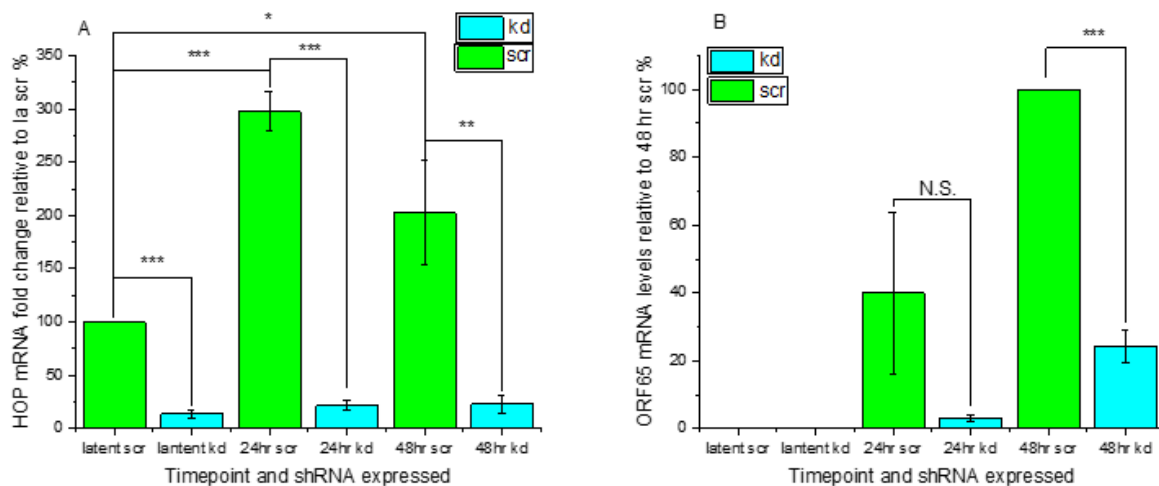 A
*
***
***
**
***
kd
scr
HOP mRNA fold change relative to la scr %
350
300
250
200
150
100
50
0
latent scr
lantent kd
24hr scr
24hr kd
48hr scr
48hr kd
Timepoint and shRNA expressed
B
***
N.S.
kd
scr
ORF65 mRNA levels relative to 48 hr scr %
100
80
60
40
20
0
latent scr
lantent kd
24hr scr
24hr kd
48hr scr
48hr kd
Timepoint and shRNA expressed